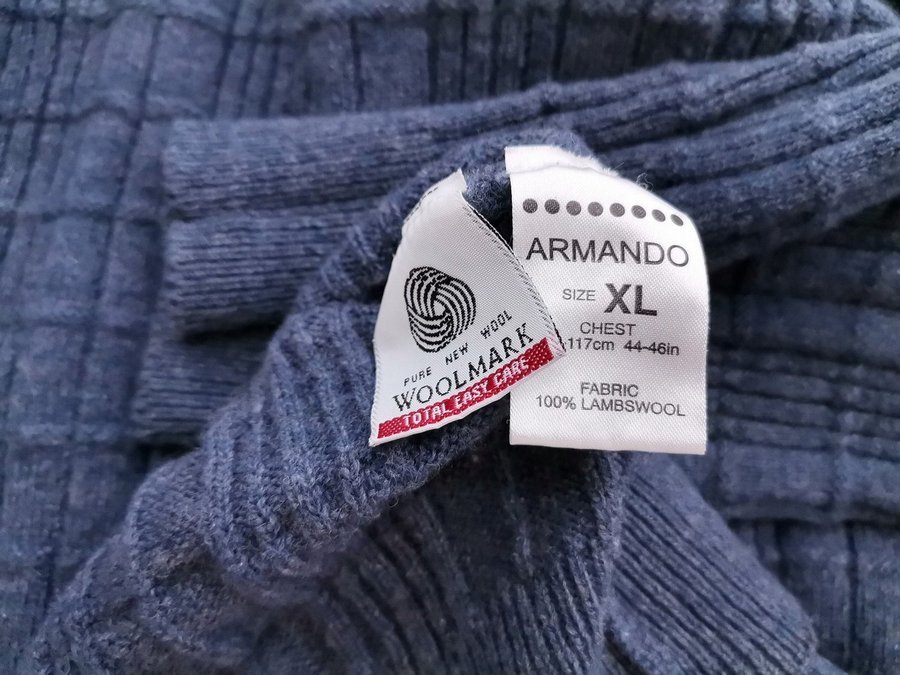 PURE NEW WOOL
WOOLMARK
TOTAL EASY CARE
ARMANDO
SIZE XL
CHEST
117cm 44-46in
FABRIC
100% LAMBSWOOL